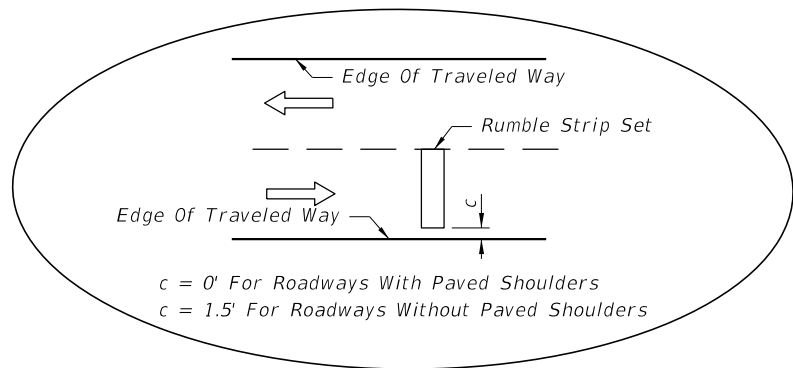 Edge Of Traveled Way
Rumble Strip Set
c
Edge Of Traveled Way
c = 0' For Roadways With Paved Shoulders
c = 1.5' For Roadways Without Paved Shoulders